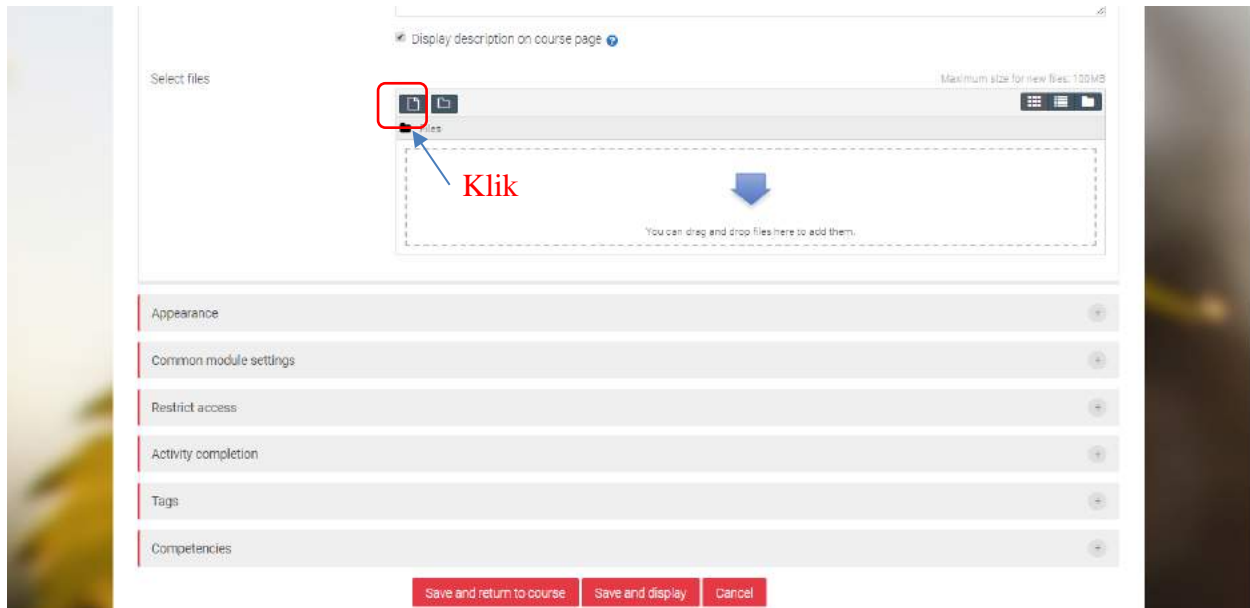 Display description on course page
Select files
Maximum size for new files: 100MB
Files
Klik
You can drag and drop files here to add them.
Appearance
Common module settings
Restrict access
Activity completion
Tags
Competencies
Save and return to course
Save and display
Cancel